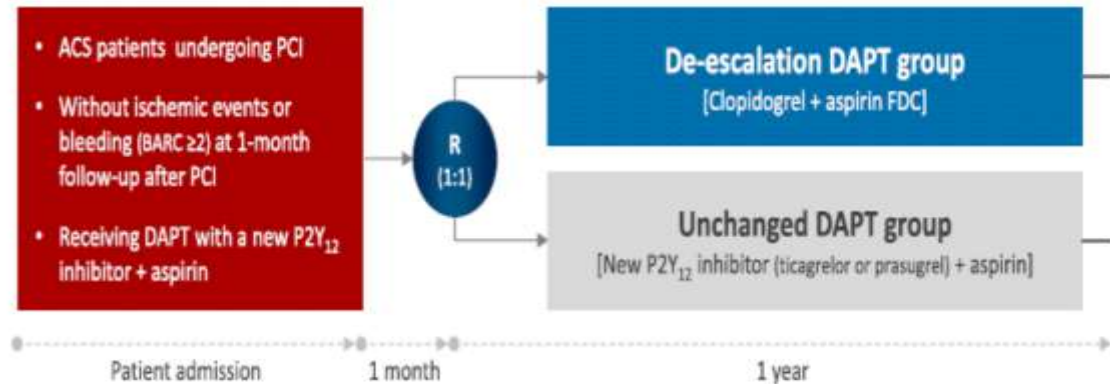 • ACS patients undergoing PCI
• Without ischemic events or
bleeding (BARC ≥2) at 1-month
follow-up after PCI
• Receiving DAPT with a new P2Y₁₂
inhibitor + aspirin
R
(1:1)
De-escalation DAPT group
[Clopidogrel + aspirin FDC]
Unchanged DAPT group
[New P2Y₁₂ inhibitor (ticagrelor or prasugrel) + aspirin]
Patient admission
1 month
1 year